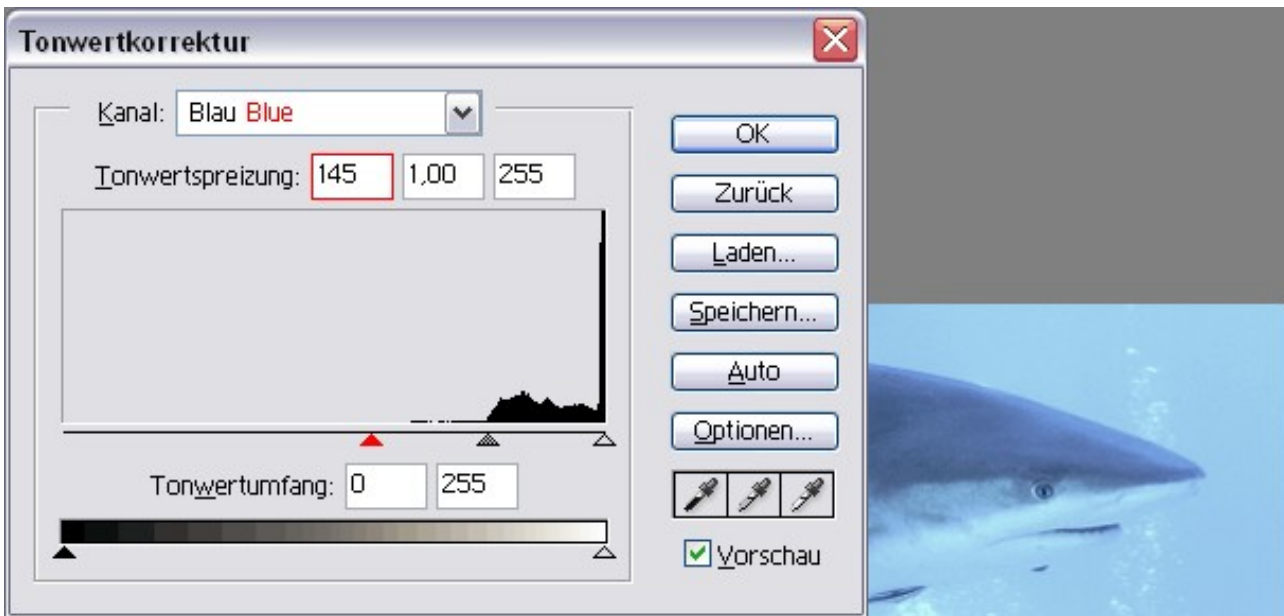 Tonwertkorrektur
Kanal: Blau Blue
Tonwertspreizung: 145 1,00 255
Tonwertumfang: 0 255
OK
Zurück
Laden...
Speichern...
Auto
Optionen...
Vorschau